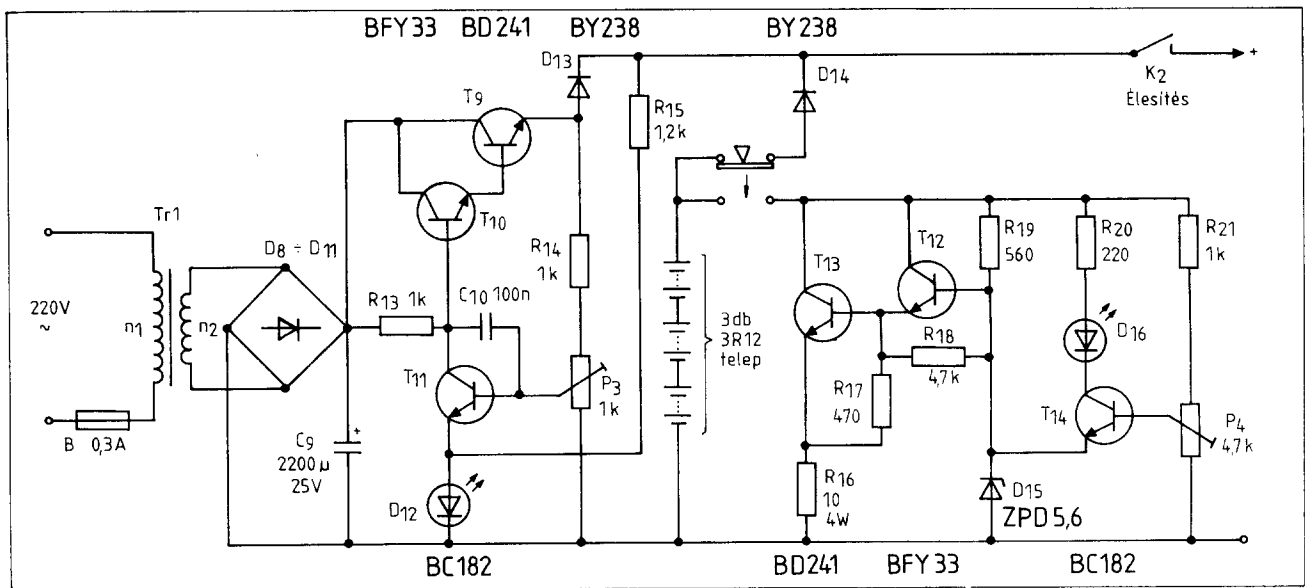 BFY33 BD241 BY238 BY238
D13
D14
K2
Élesítés
+
T9
R15
1,2k
T10
Tr1
D8 ÷ D11
220V
~
n1
n2
R13 1k
C10 100n
R14
1k
T11
P3
1k
B 0,3A
C9
2200µ
25V
+
D12
3db
3R12
telep
T13
T12
R19
560
R20
220
R21
1k
R18
4,7k
R17
470
D16
T14
P4
4,7k
R16
10
4W
D15
ZPD5,6
BC182 BD241 BFY33 BC182